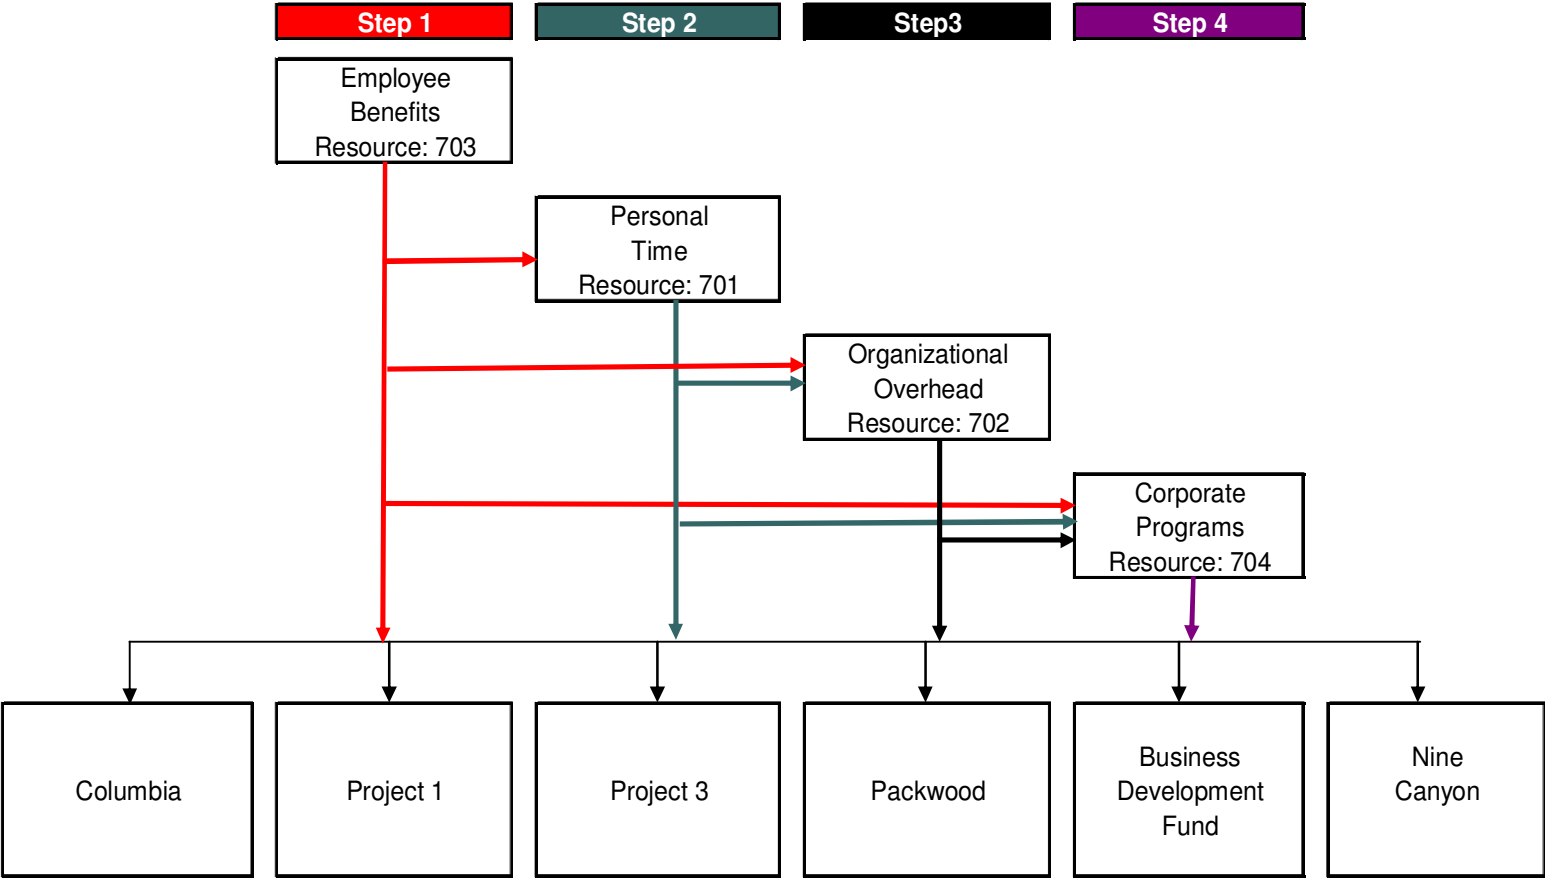 Step 1
Step 2
Step3
Step 4
Employee
Benefits
Resource: 703
Personal
Time
Resource: 701
Organizational
Overhead
Resource: 702
Corporate
Programs
Resource: 704
Columbia
Project 1
Project 3
Packwood
Business
Development
Fund
Nine
Canyon